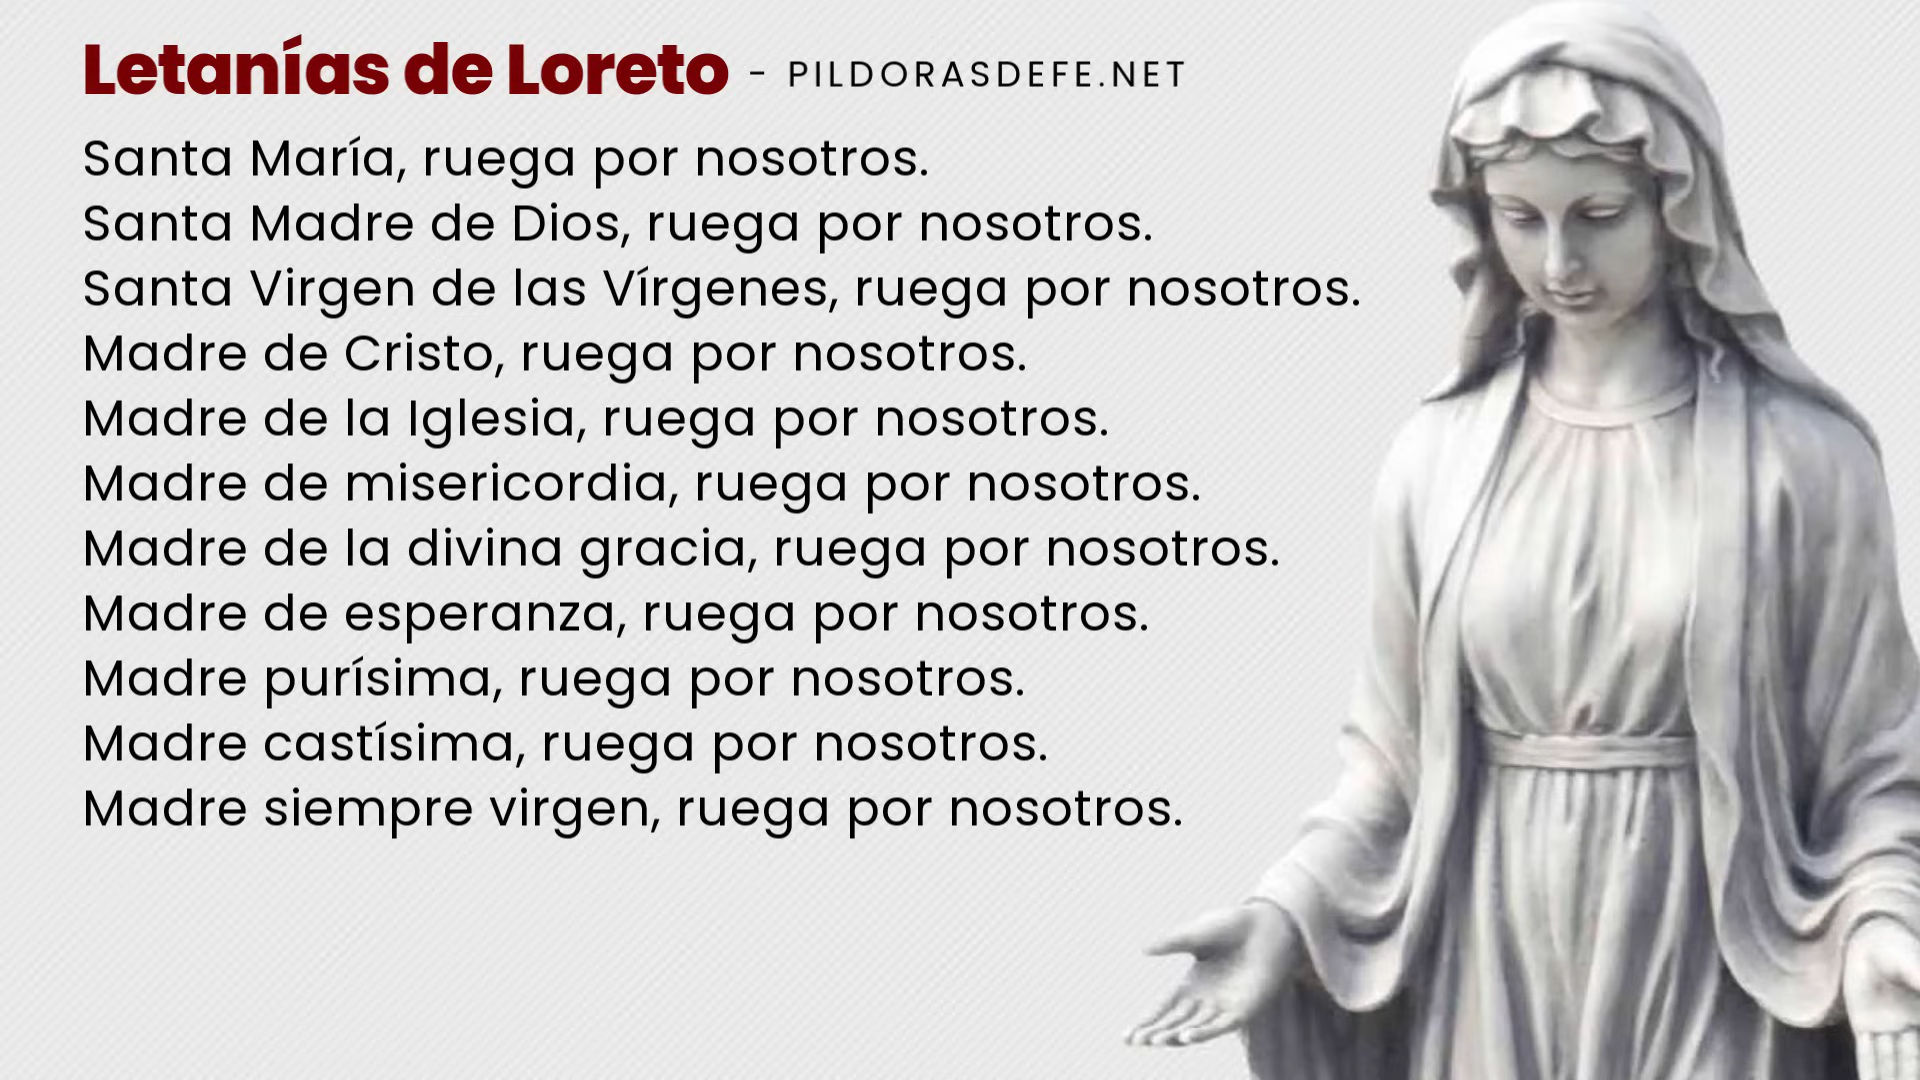 Letanías de Loreto - PILDORASDEFE.NET
Santa María, ruega por nosotros.
Santa Madre de Dios, ruega por nosotros.
Santa Virgen de las Vírgenes, ruega por nosotros.
Madre de Cristo, ruega por nosotros.
Madre de la Iglesia, ruega por nosotros.
Madre de misericordia, ruega por nosotros.
Madre de la divina gracia, ruega por nosotros.
Madre de esperanza, ruega por nosotros.
Madre purísima, ruega por nosotros.
Madre castísima, ruega por nosotros.
Madre siempre virgen, ruega por nosotros.